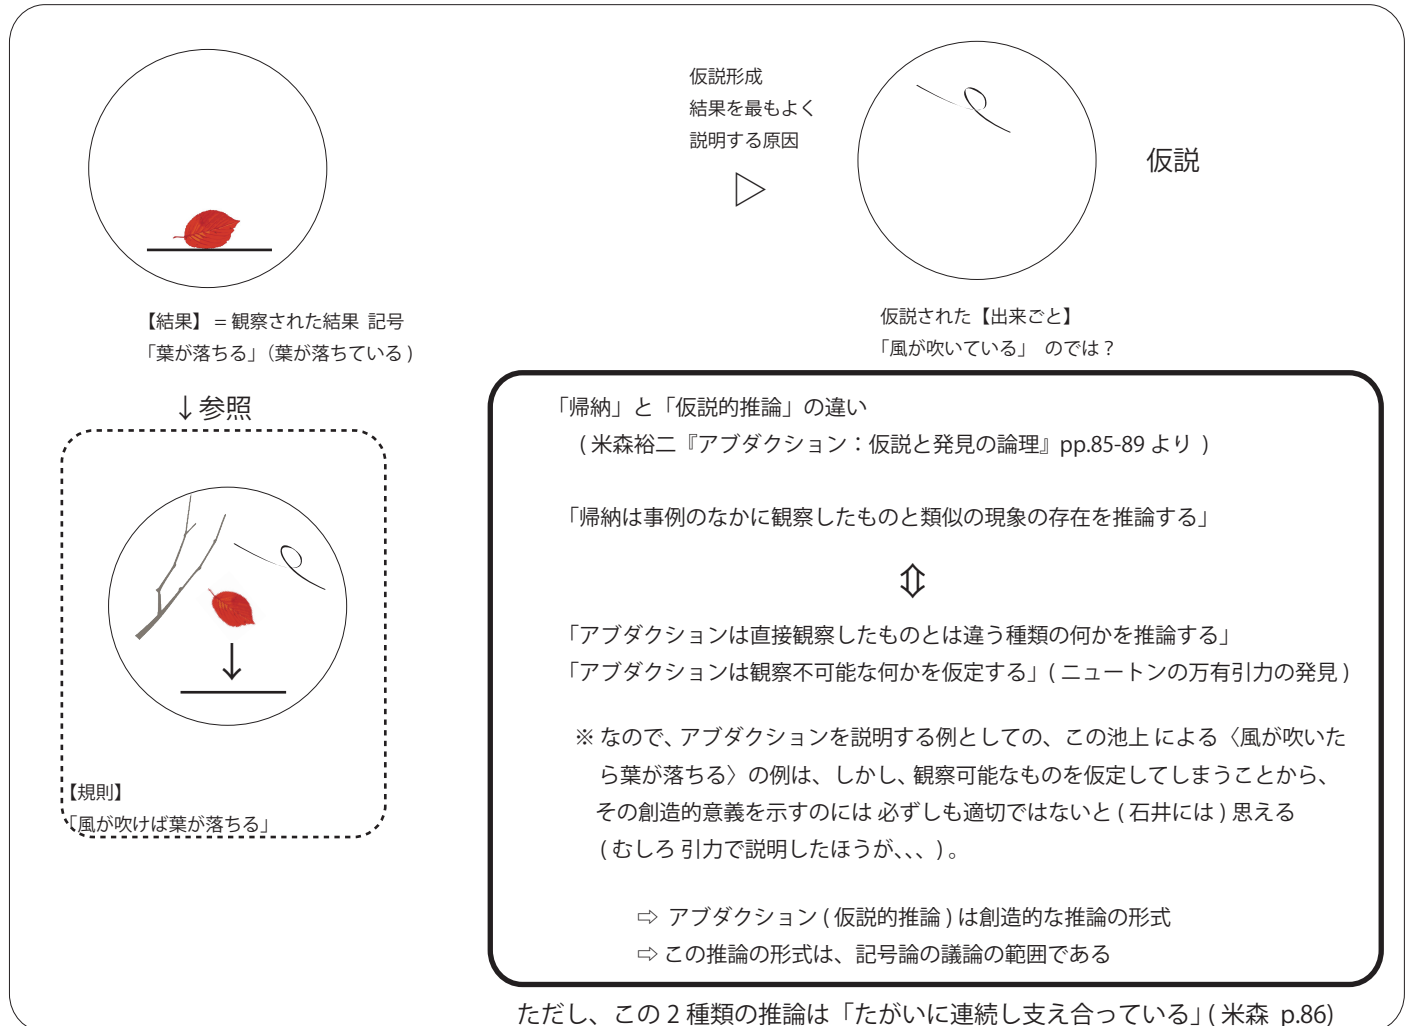 仮説形成
結果を最もよく
説明する原因
仮説
【結果】=観察された結果 記号
「葉が落ちる」(葉が落ちている)
仮説された【出来ごと】
「風が吹いている」 のでは?
↓参照
【規則】
「風が吹けば葉が落ちる」
「帰納」と「仮説的推論」の違い
(米森裕二『アブダクション:仮説と発見の論理』pp.85-89 より )
「帰納は事例のなかに観察したものと類似の現象の存在を推論する」
⇕
「アブダクションは直接観察したものとは違う種類の何かを推論する」
「アブダクションは観察不可能な何かを仮定する」(ニュートンの万有引力の発見)
※ なので、アブダクションを説明する例としての、この池上 による〈風が吹いた
ら葉が落ちる〉の例は、しかし、観察可能なものを仮定してしまうことから、
その創造的意義を示すのには 必ずしも適切ではないと(石井には)思える
(むしろ 引力で説明したほうが、、、)。
⇨ アブダクション(仮説的推論)は創造的な推論の形式
⇨ この推論の形式は、記号論の議論の範囲である
ただし、この2種類の推論は「たがいに連続し支え合っている」(米森 p.86)